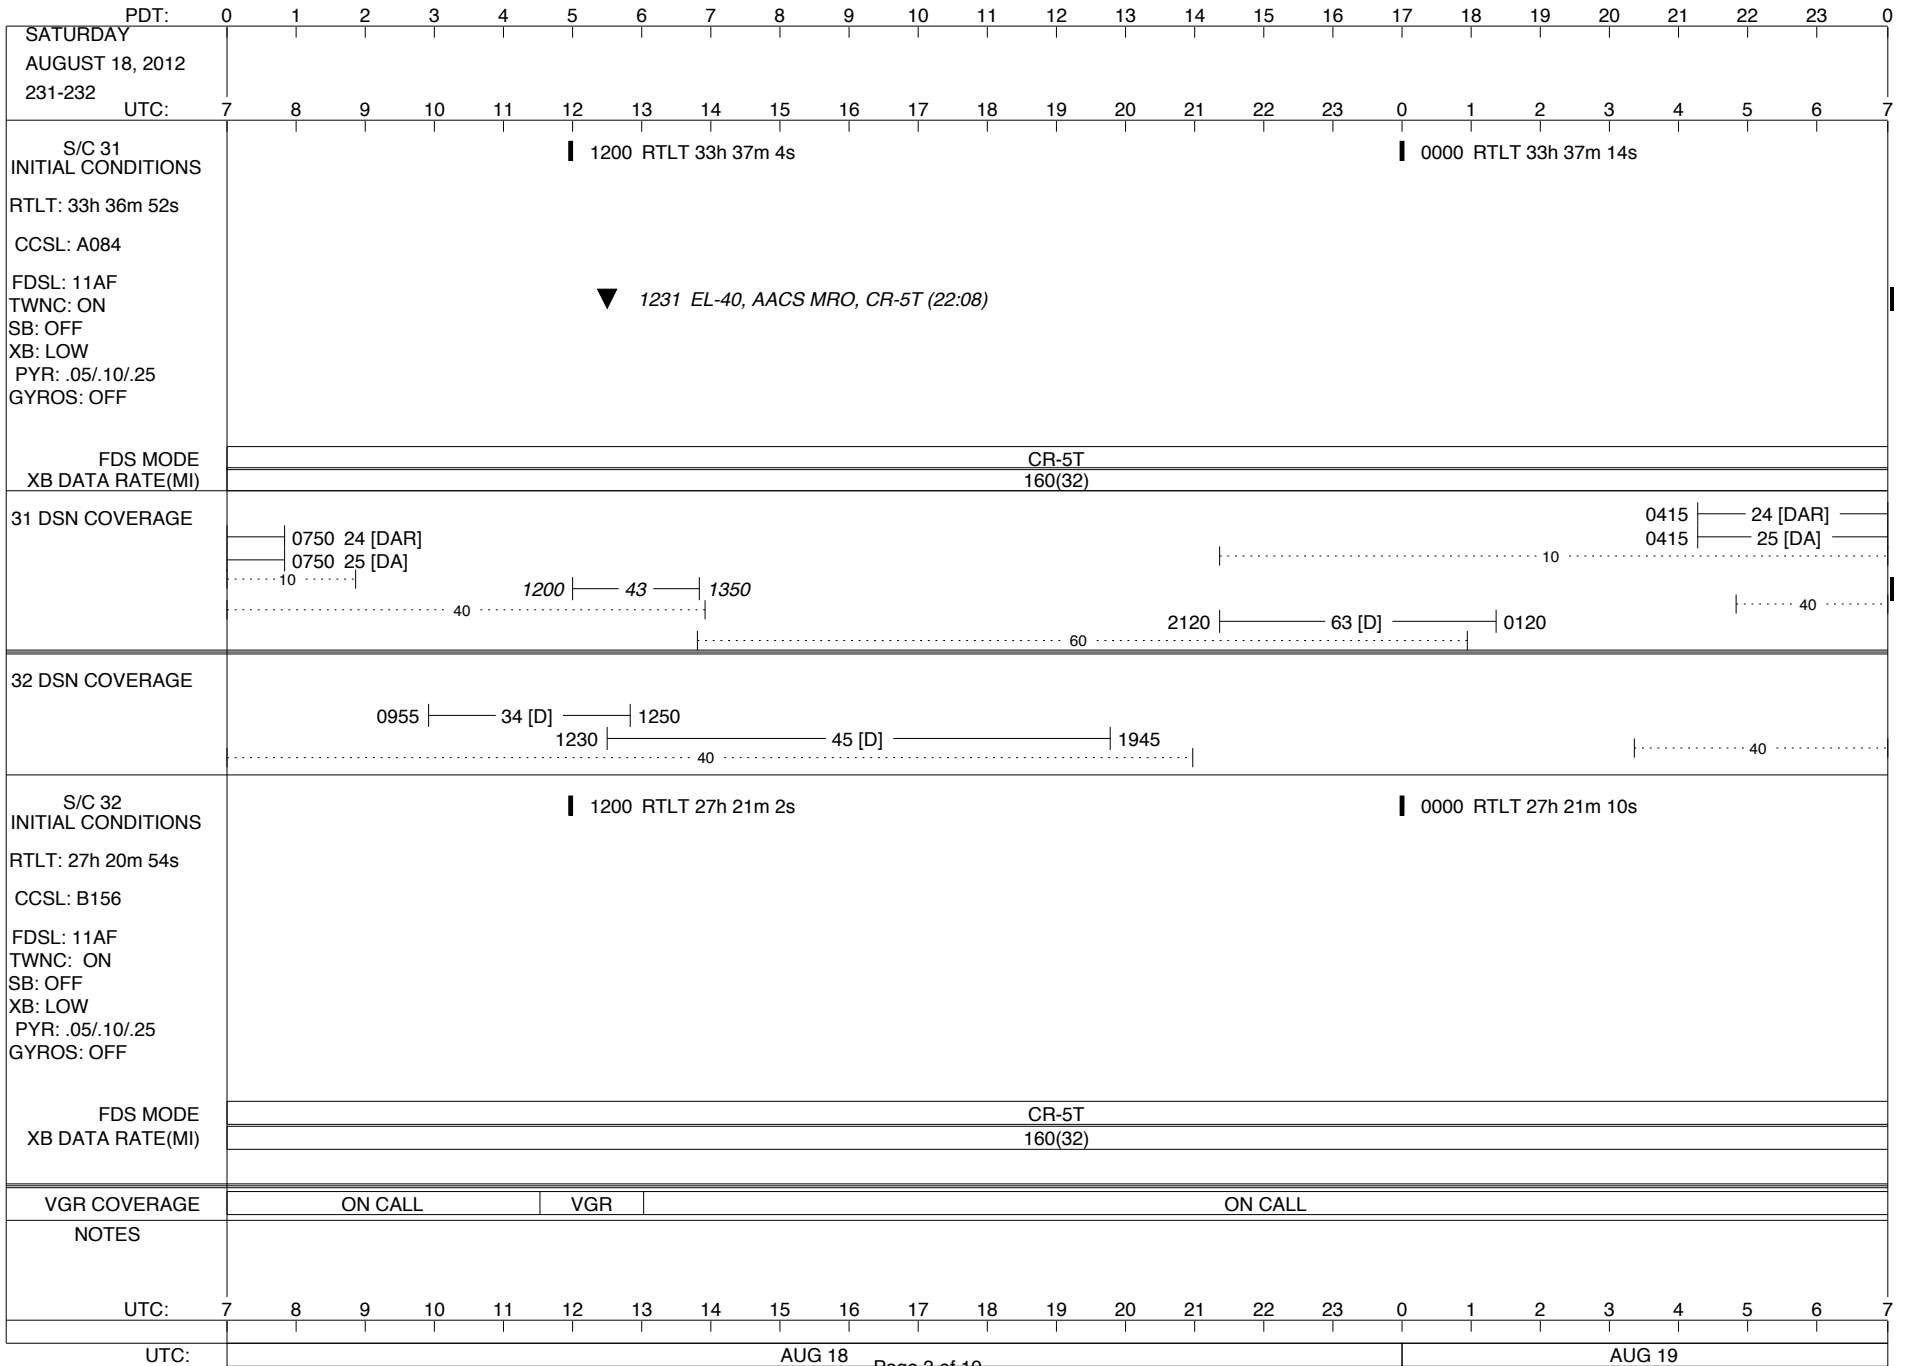 PDT: 0 1 2 3 4 5 6 7 8 9 10 11 12 13 14 15 16 17 18 19 20 21 22 23 0
SATURDAY
AUGUST 18, 2012
231-232
UTC: 7 8 9 10 11 12 13 14 15 16 17 18 19 20 21 22 23 0 1 2 3 4 5 6 7
S/C 31
INITIAL CONDITIONS
1200 RTLT 33h 37m 4s
0000 RTLT 33h 37m 14s
RTLT: 33h 36m 52s
CCSL: A084
FDSL: 11AF
TWNC: ON
SB: OFF
XB: LOW
PYR: .05/.10/.25
GYROS: OFF
1231 EL-40, AACS MRO, CR-5T (22:08)
FDS MODE CR-5T
XB DATA RATE(MI) 160(32)
31 DSN COVERAGE
0415 24 [DAR]
0750 24 [DAR]
0415 25 [DA]
0750 25 [DA]
10
10
1200 43 1350
40
40
2120 63 [D] 0120
60
32 DSN COVERAGE
0955 34 [D] 1250
1230 45 [D] 1945
40
40
S/C 32
INITIAL CONDITIONS
1200 RTLT 27h 21m 2s
0000 RTLT 27h 21m 10s
RTLT: 27h 20m 54s
CCSL: B156
FDSL: 11AF
TWNC: ON
SB: OFF
XB: LOW
PYR: .05/.10/.25
GYROS: OFF
FDS MODE CR-5T
XB DATA RATE(MI) 160(32)
VGR COVERAGE ON CALL VGR ON CALL
NOTES
UTC: 7 8 9 10 11 12 13 14 15 16 17 18 19 20 21 22 23 0 1 2 3 4 5 6 7
UTC: AUG 18 AUG 19